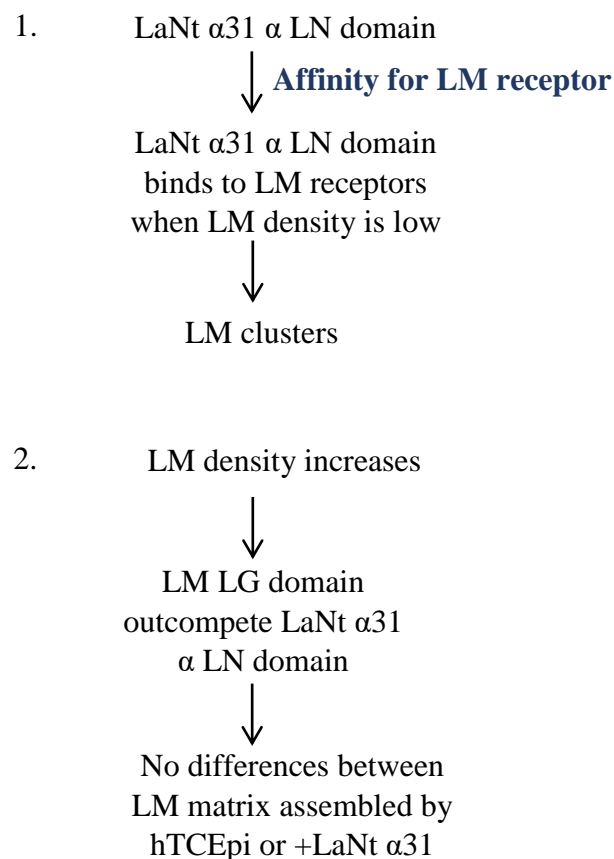 1. LaNt α31 α LN domain
Affinity for LM receptor
LaNt α31 α LN domain
binds to LM receptors
when LM density is low
LM clusters
2. LM density increases
LM LG domain
outcompete LaNt α31
α LN domain
No differences between
LM matrix assembled by
hTCEpi or +LaNt α31